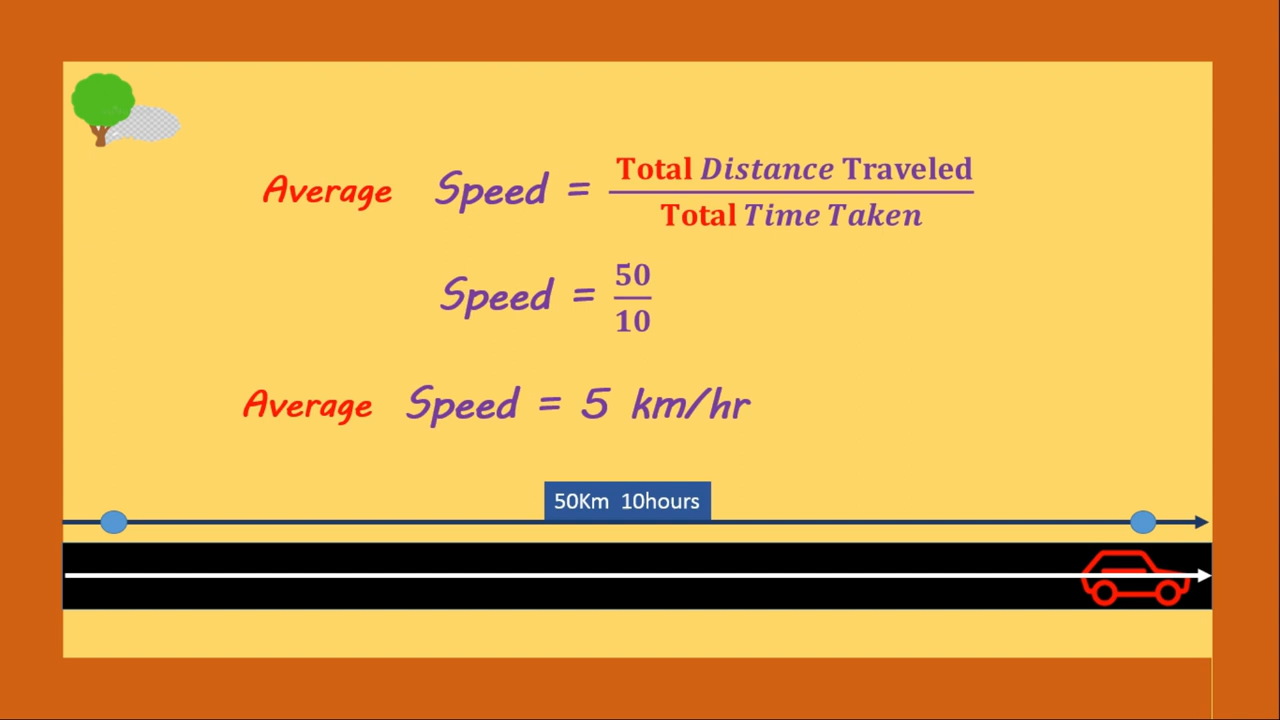 Average Speed = Total Distance Traveled
Total Time Taken
Speed = 50
10
Average Speed = 5 km/hr
50Km 10hours